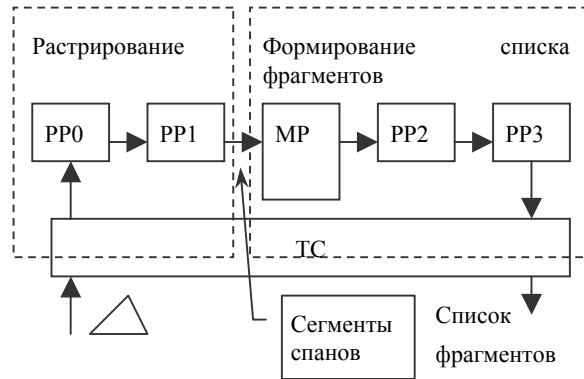 Растрирование
Формирование списка
фрагментов
PP0
PP1
MP
PP2
PP3
TC
Сегменты
спанов
Список
фрагментов